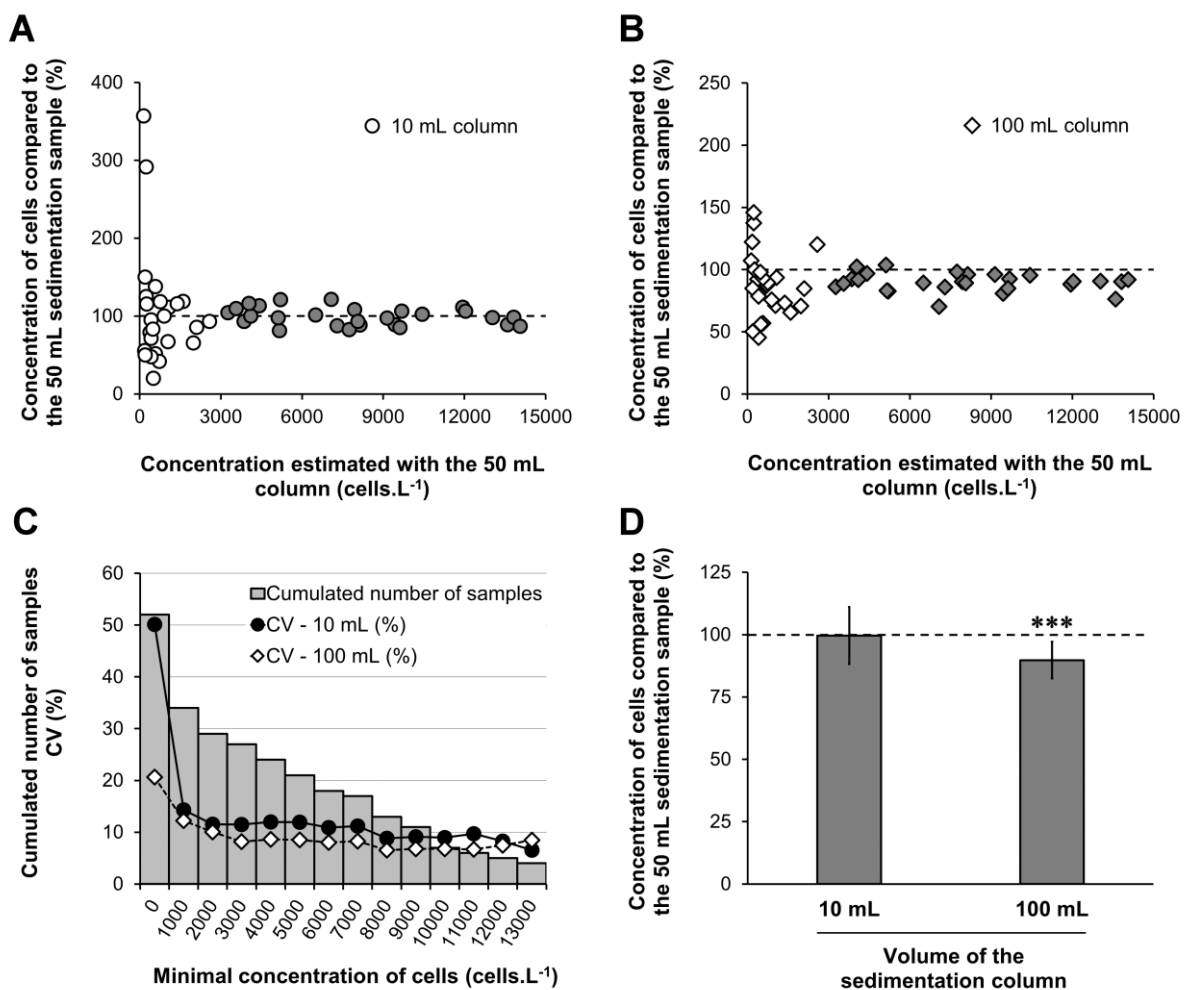 A
Concentration of cells compared to
the 50 mL sedimentation sample (%)
400
300
200
100
0
10 mL column
0 3000 6000 9000 12000 15000
Concentration estimated with the 50 mL
column (cells.L-1)
B
Concentration of cells compared to
the 50 mL sedimentation sample (%)
250
200
150
100
50
0
100 mL column
0 3000 6000 9000 12000 15000
Concentration estimated with the 50 mL
column (cells.L-1)
C
Cumulated number of samples
CV (%)
60
50
40
30
20
10
0
Cumulated number of samples
CV - 10 mL (%)
CV - 100 mL (%)
0 1000 2000 3000 4000 5000 6000 7000 8000 9000 10000 11000 12000 13000
Minimal concentration of cells (cells.L-1)
D
Concentration of cells compared to
the 50 mL sedimentation sample (%)
125
100
75
50
25
0
***
10 mL 100 mL
Volume of the
sedimentation column